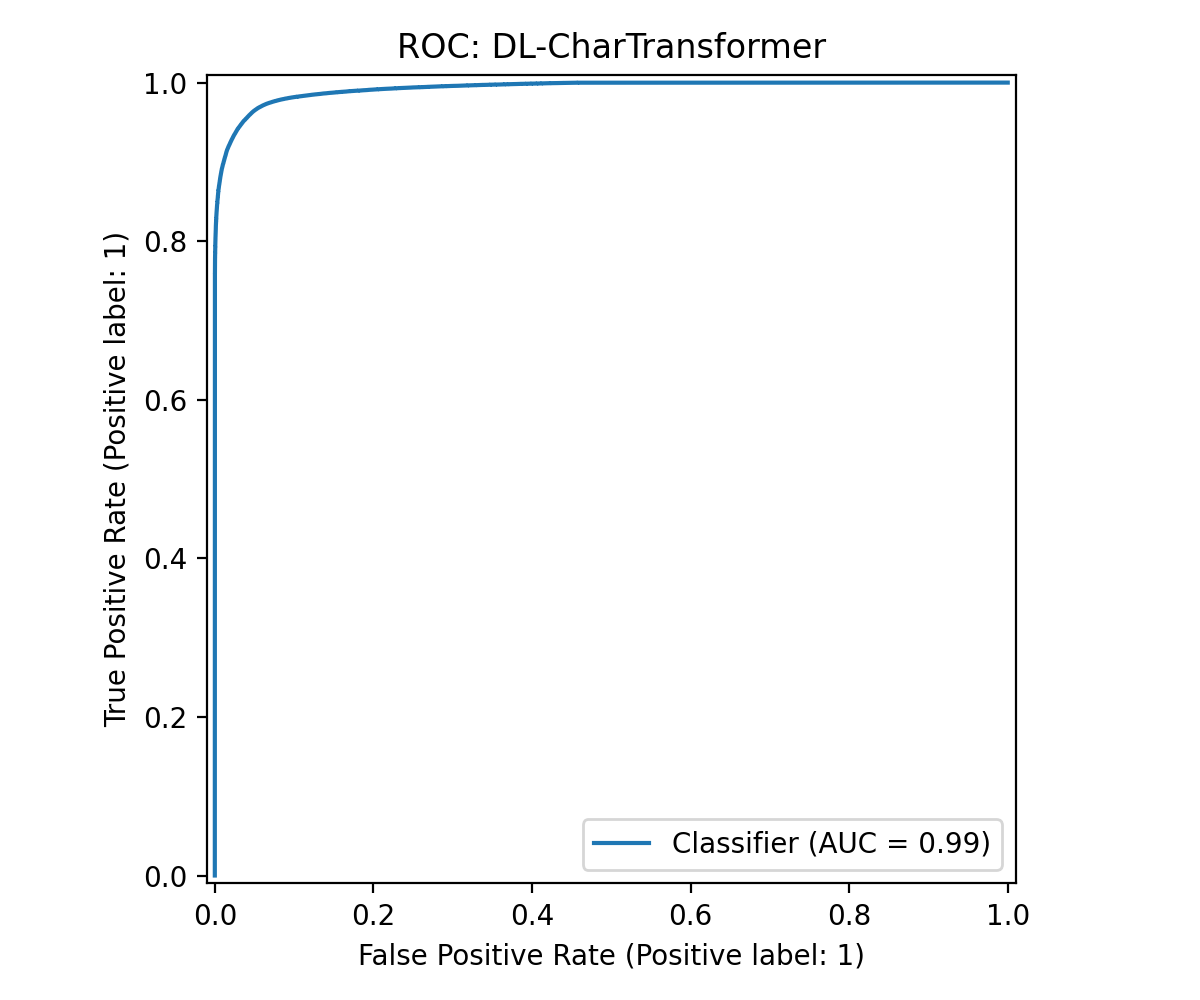 ROC: DL-CharTransformer
1.0
0.8
0.6
0.4
0.2
0.0
True Positive Rate (Positive label: 1)
Classifier (AUC = 0.99)
0.0 0.2 0.4 0.6 0.8 1.0
False Positive Rate (Positive label: 1)